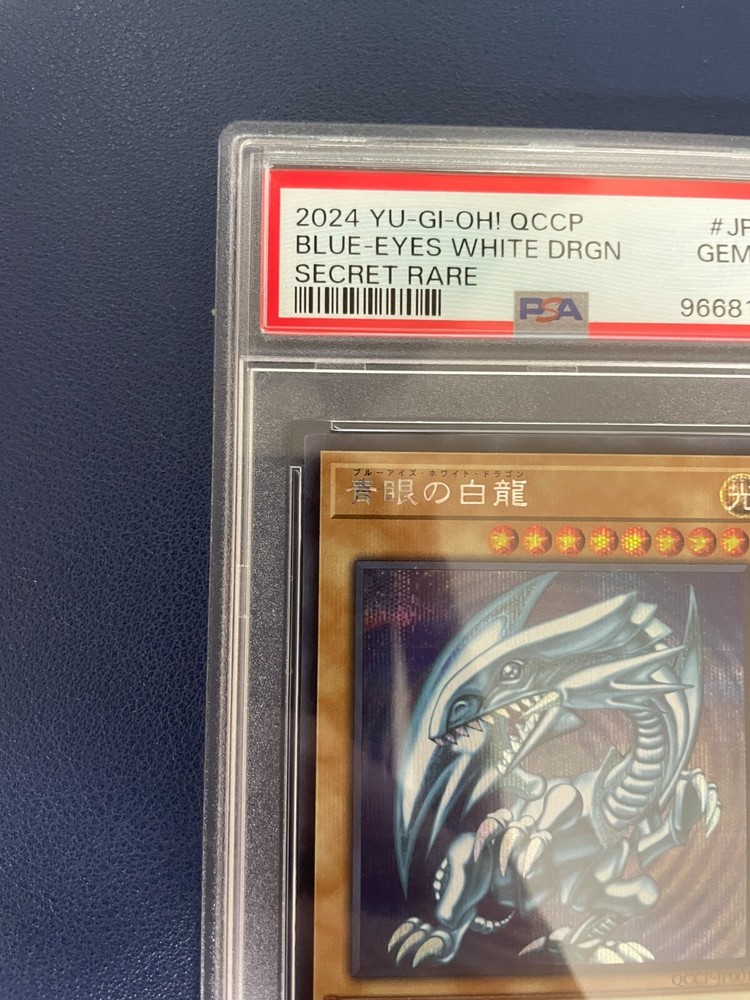 2024 YU-GI-OH! QCCP
#JP
BLUE-EYES WHITE DRGN
GEM
SECRET RARE
PSA
96681
ブルーアイズ・ホワイト・ドラゴン
青眼の白龍
光